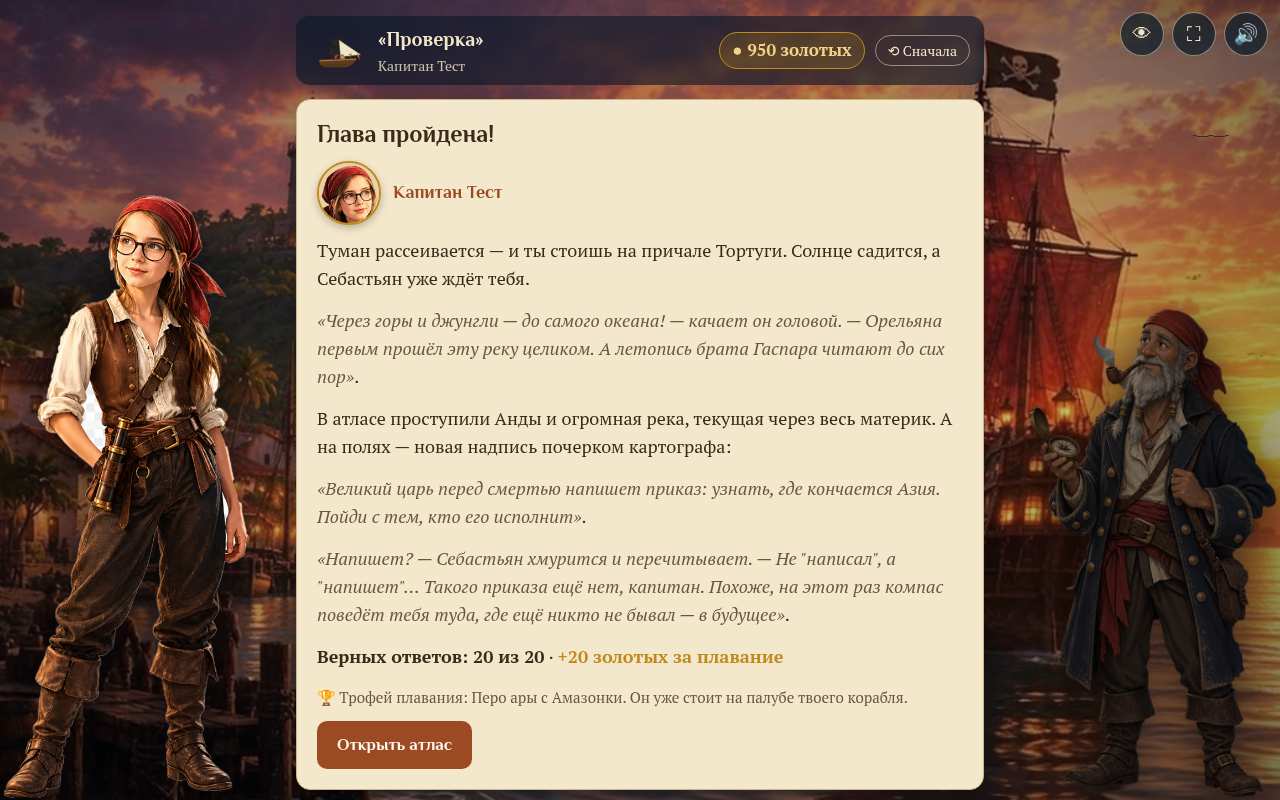 «Проверка»
Капитан Тест
● 950 золотых
⟲ Сначала
Глава пройдена!
Капитан Тест
Туман рассеивается — и ты стоишь на причале Тортуги. Солнце садится, а
Себастьян уже ждёт тебя.
«Через горы и джунгли — до самого океана! — качает он головой. — Орельяна
первым прошёл эту реку целиком. А летопись брата Гаспара читают до сих
пор».
В атласе проступили Анды и огромная река, текущая через весь материк. А
на полях — новая надпись почерком картографа:
«Великий царь перед смертью напишет приказ: узнать, где кончается Азия.
Пойди с тем, кто его исполнит».
«Напишет? — Себастьян хмурится и перечитывает. — Не "написал", а
"напишет"… Такого приказа ещё нет, капитан. Похоже, на этот раз компас
поведёт тебя туда, где ещё никто не бывал — в будущее».
Верных ответов: 20 из 20 · +20 золотых за плавание
🏆 Трофей плавания: Перо ары с Амазонки. Он уже стоит на палубе твоего корабля.
Открыть атлас